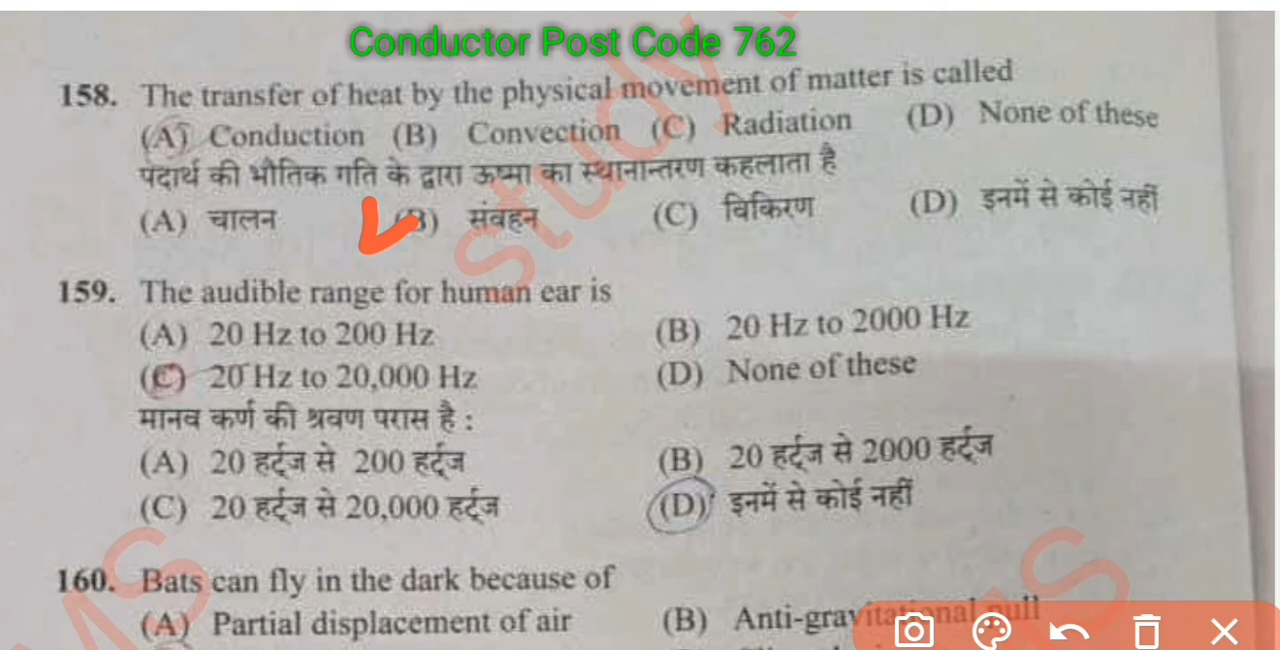 Conductor Post Code 762
158. The transfer of heat by the physical movement of matter is called
(A) Conduction (B) Convection (C) Radiation (D) None of these
पदार्थ की भौतिक गति के द्वारा ऊष्मा का स्थानान्तरण कहलाता है
(A) चालन (B) संवहन (C) विकिरण (D) इनमें से कोई नहीं
159. The audible range for human ear is
(A) 20 Hz to 200 Hz (B) 20 Hz to 2000 Hz
(C) 20 Hz to 20,000 Hz (D) None of these
मानव कर्ण की श्रवण परास है :
(A) 20 हर्ट्ज से 200 हर्ट्ज (B) 20 हर्ट्ज से 2000 हर्ट्ज
(C) 20 हर्ट्ज से 20,000 हर्ट्ज (D) इनमें से कोई नहीं
160. Bats can fly in the dark because of
(A) Partial displacement of air (B) Anti-gravitational pull
study